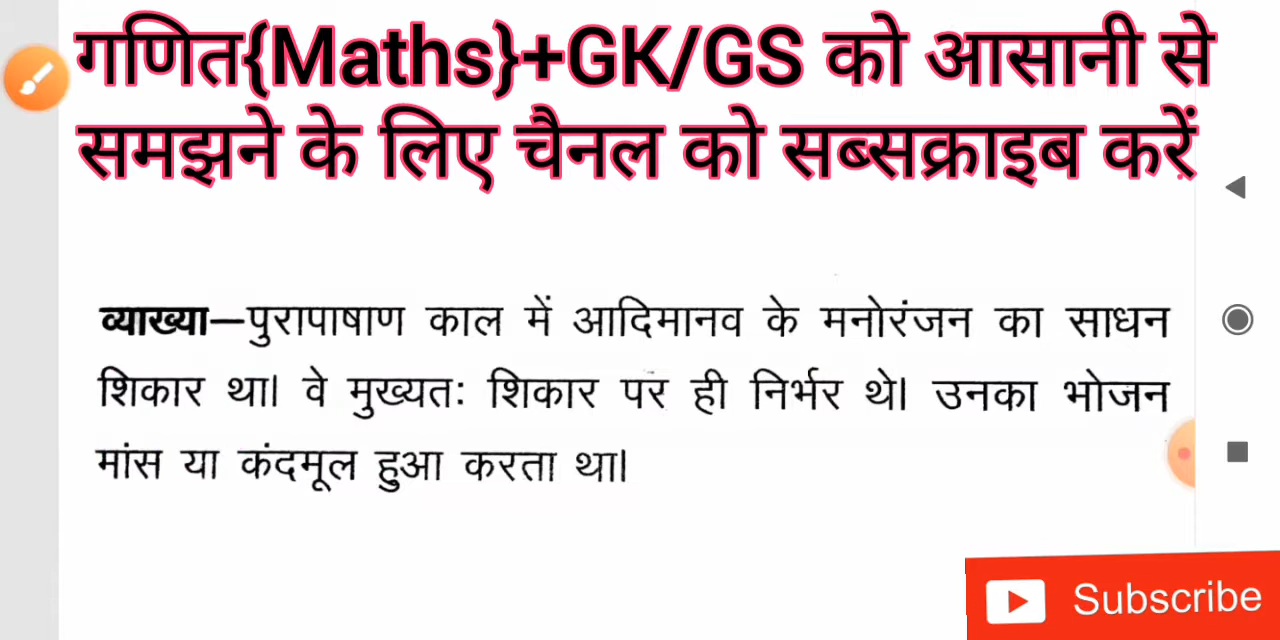 गणित{Maths}+GK/GS को आसानी से
समझने के लिए चैनल को सब्सक्राइब करें
व्याख्या–पुरापाषाण काल में आदिमानव के मनोरंजन का साधन
शिकार था। वे मुख्यतः शिकार पर ही निर्भर थे। उनका भोजन
मांस या कंदमूल हुआ करता था।
Subscribe